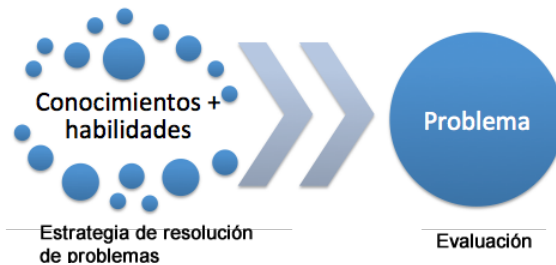 Conocimientos +
habilidades
Problema
Estrategia de resolución
de problemas
Evaluación